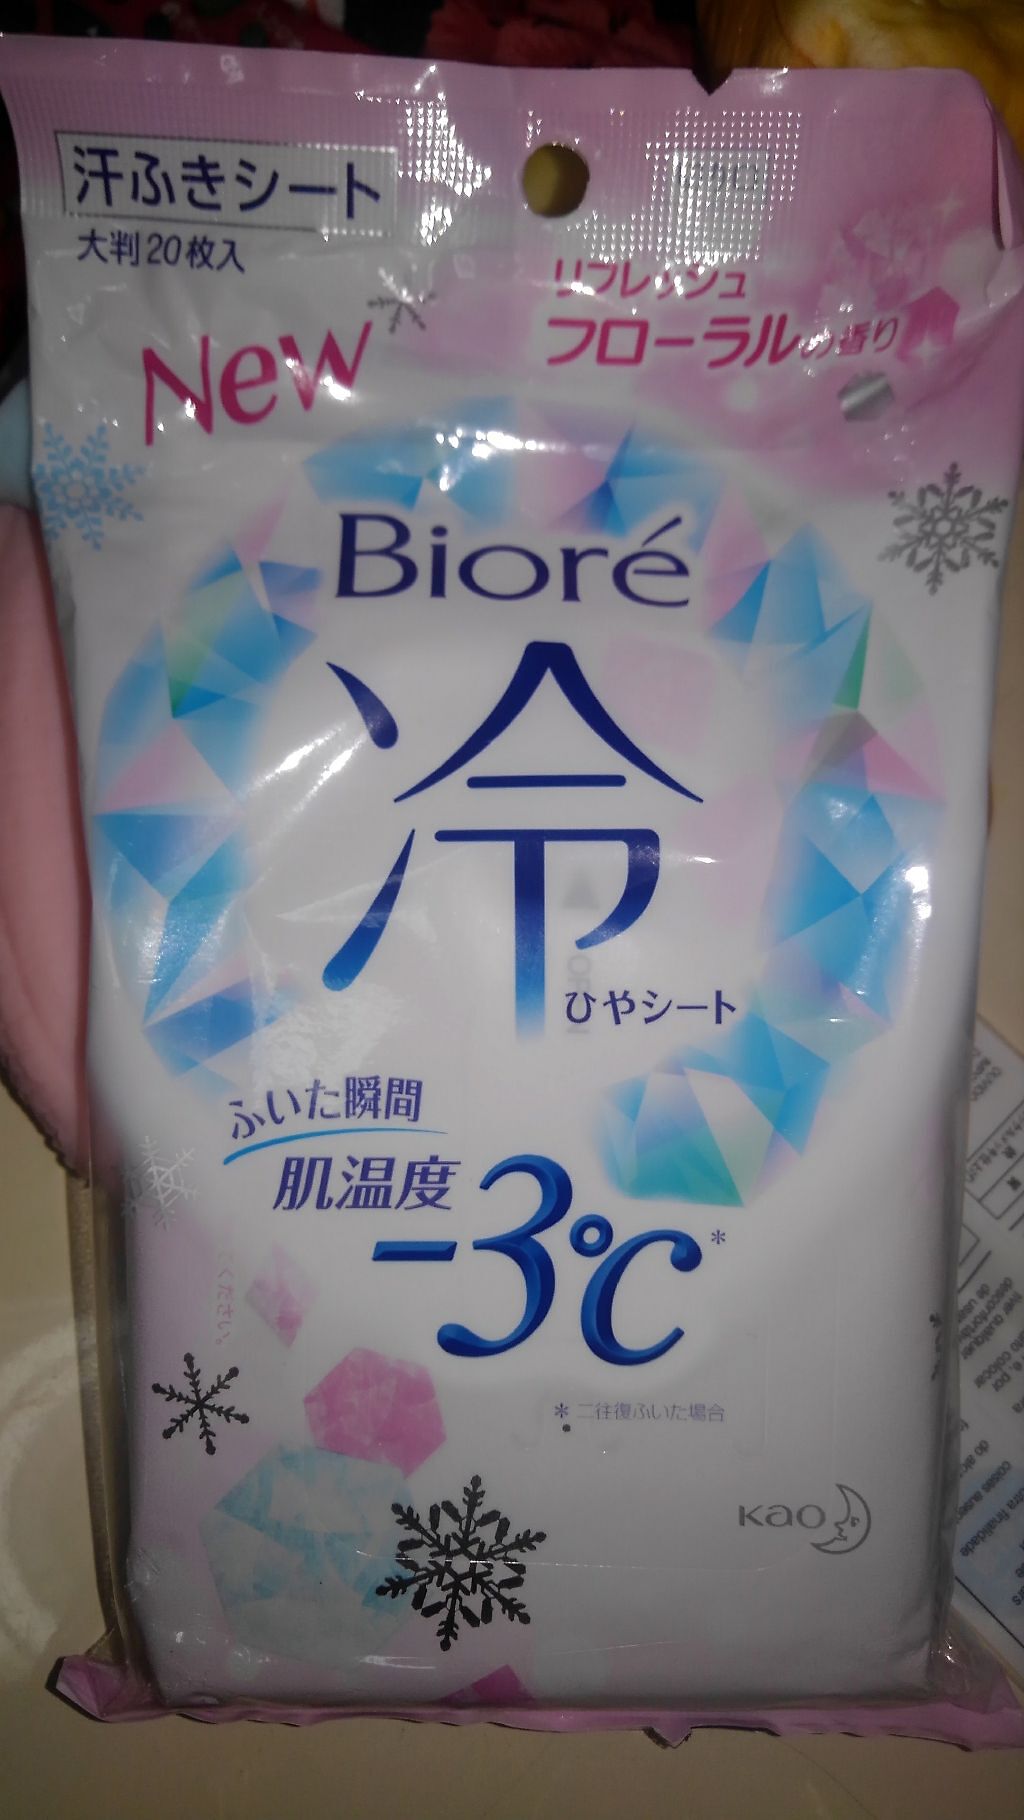 汗ふきシート
大判20枚入
New
リフレッシュ
フローラルの香り
Bioré
冷
ひやシート
ふいた瞬間
肌温度
-3℃*
*二往復ふいた場合
Kao